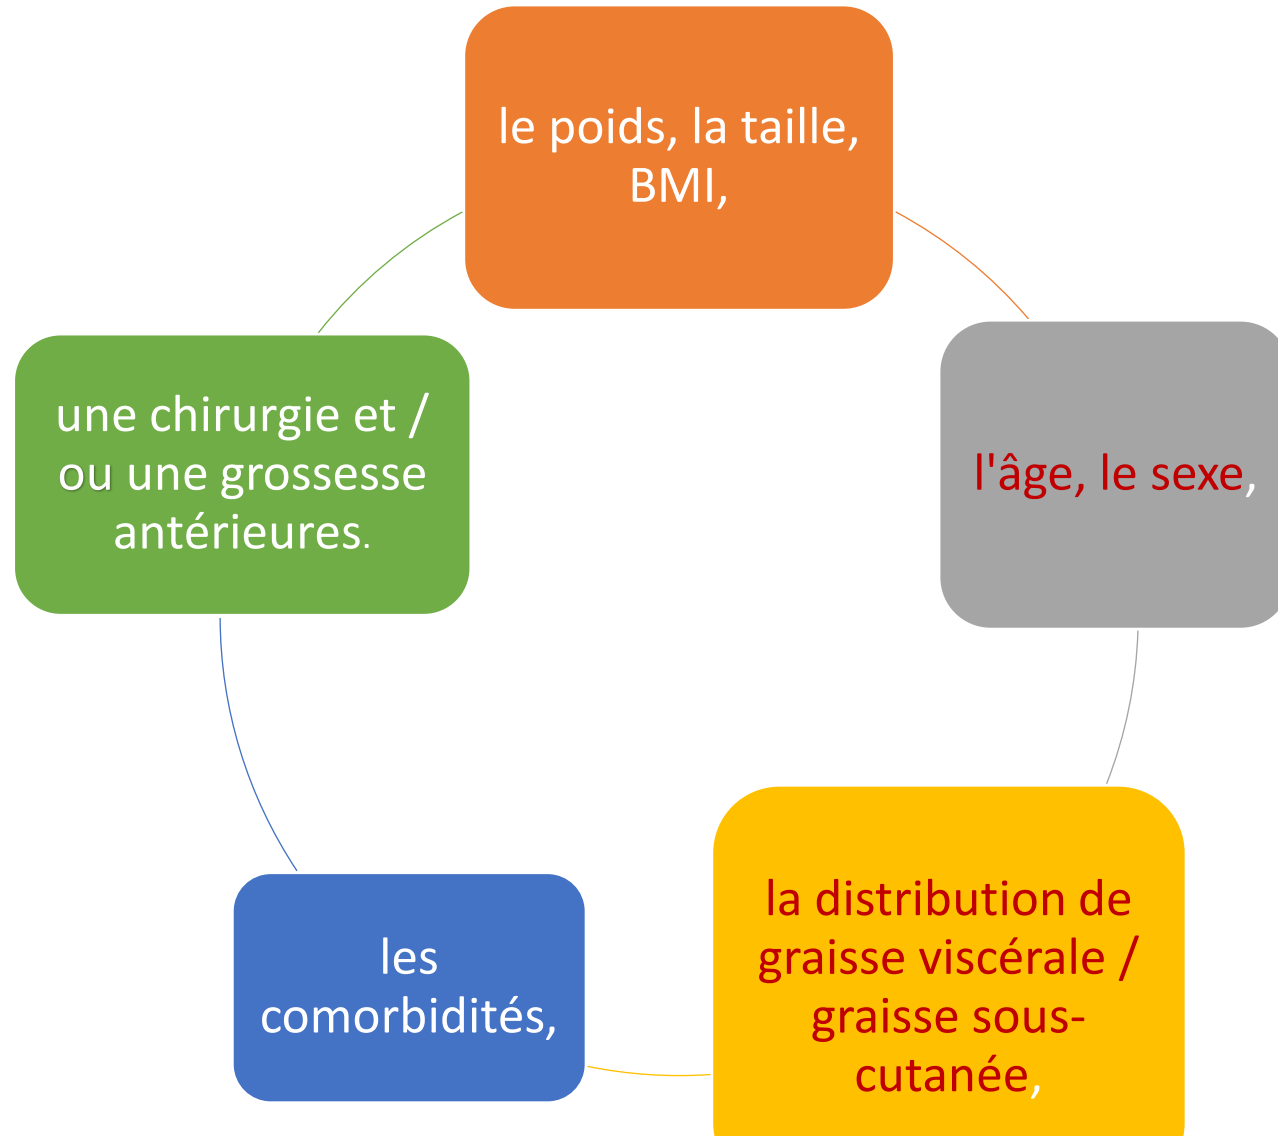 le poids, la taille,
BMI,
l'âge, le sexe,
la distribution de
graisse viscérale /
graisse sous-
cutanée,
les
comorbidités,
une chirurgie et /
ou une grossesse
antérieures.